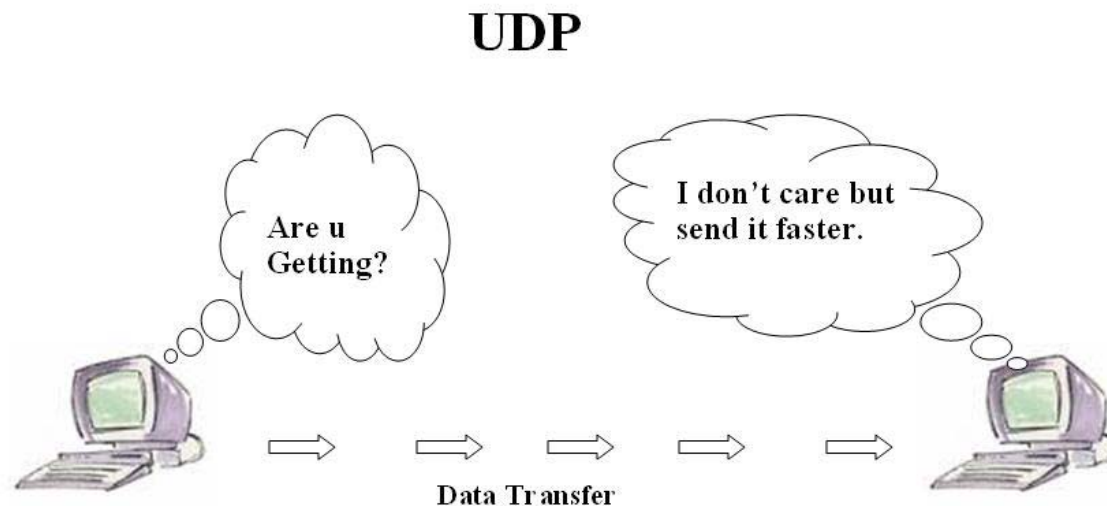 UDP
Are u
Getting?
I don't care but
send it faster.
Data Transfer